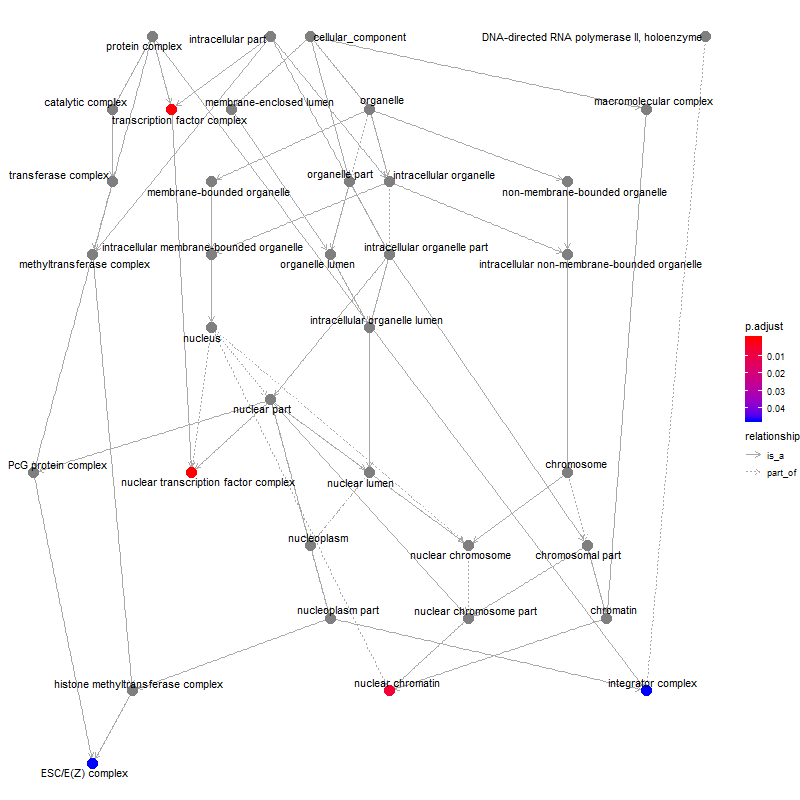 protein complex
intracellular part
cellular_component
DNA-directed RNA polymerase II, holoenzyme
catalytic complex
transcription factor complex
membrane-enclosed lumen
organelle
macromolecular complex
transferase complex
membrane-bounded organelle
organelle part
intracellular organelle
non-membrane-bounded organelle
methyltransferase complex
intracellular membrane-bounded organelle
organelle lumen
intracellular organelle part
intracellular non-membrane-bounded organelle
nucleus
intracellular organelle lumen
p.adjust
0.01
0.02
0.03
0.04
relationship
is_a
part_of
nuclear part
PcG protein complex
nuclear transcription factor complex
nuclear lumen
chromosome
nucleoplasm
nuclear chromosome
chromosomal part
nucleoplasm part
nuclear chromosome part
chromatin
histone methyltransferase complex
nuclear chromatin
integrator complex
ESC/E(Z) complex